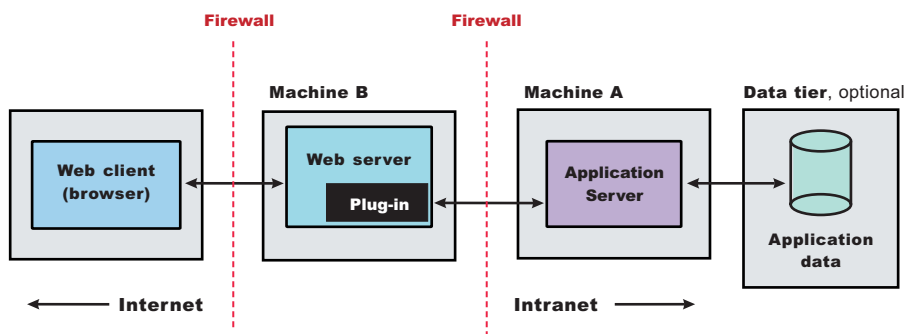 Firewall
Firewall
Machine B
Machine A
Data tier, optional
Web client
(browser)
Web server
Plug-in
Application
Server
Application
data
Internet
Intranet